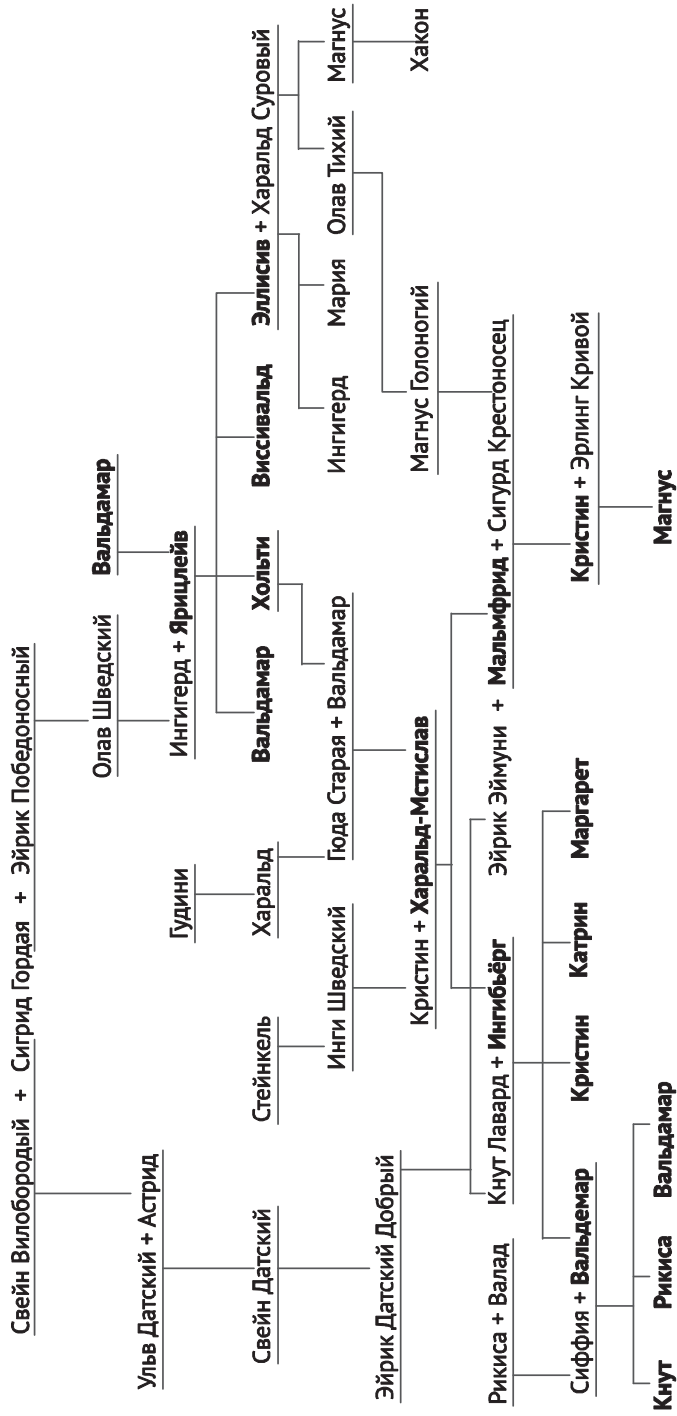 Свейн Вилобородый + Сигрид Гордая + Эйрик Победоносный
Ульв Датский + Астрид
Олав Шведский
Вальдамар
Гудини
Ингигерд + Ярицлейв
Свейн Датский
Стейнкель
Харальд
Вальдамар
Хольти
Виссивальд
Эллисив + Харальд Суровый
Инги Шведский
Гюда Старая + Вальдамар
Ингигерд
Мария
Олав Тихий
Магнус
Эйрик Датский Добрый
Кристин + Харальд-Мстислав
Магнус Голоногий
Хакон
Рикиса + Валад
Кнут Лавард + Ингибьёрг
Эйрик Эймуни + Мальмфрид + Сигурд Крестоносец
Сиффия + Вальдемар
Кристин
Катрин
Маргарет
Кристин + Эрлинг Кривой
Кнут
Рикиса
Вальдамар
Магнус